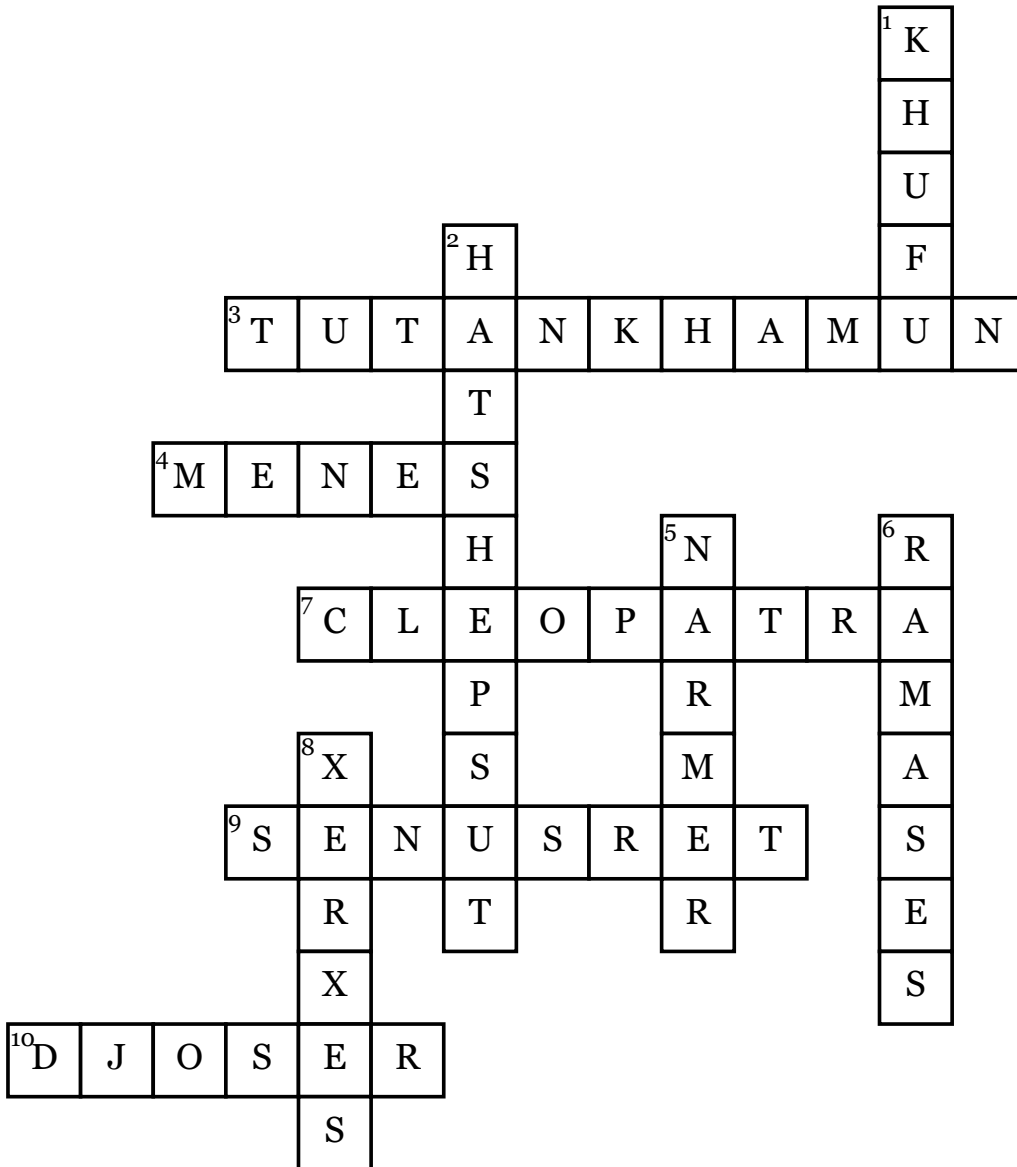 1 K
H
U
2 H F
3 T U T A N K H A M U N
T
4 M E N E S
H 5 N 6 R
7 C L E O P A T R A
P R M
8 X S M A
9 S E N U S R E T S
R T R E
X S
10 D J O S E R
S